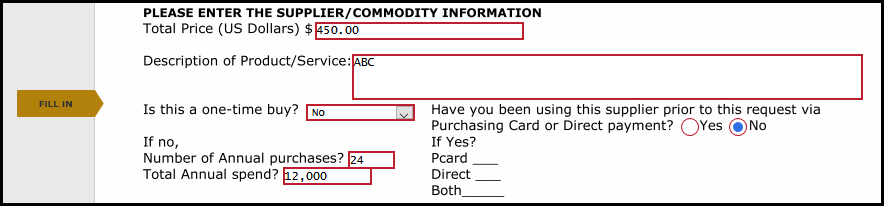 PLEASE ENTER THE SUPPLIER/COMMODITY INFORMATION
Total Price (US Dollars) $ 450.00
Description of Product/Service: ABC
FILL IN
Is this a one-time buy? No
Have you been using this supplier prior to this request via
Purchasing Card or Direct payment? Yes No
If no,
Number of Annual purchases? 24
Total Annual spend? 12,000
If Yes?
Pcard ___
Direct ___
Both_____